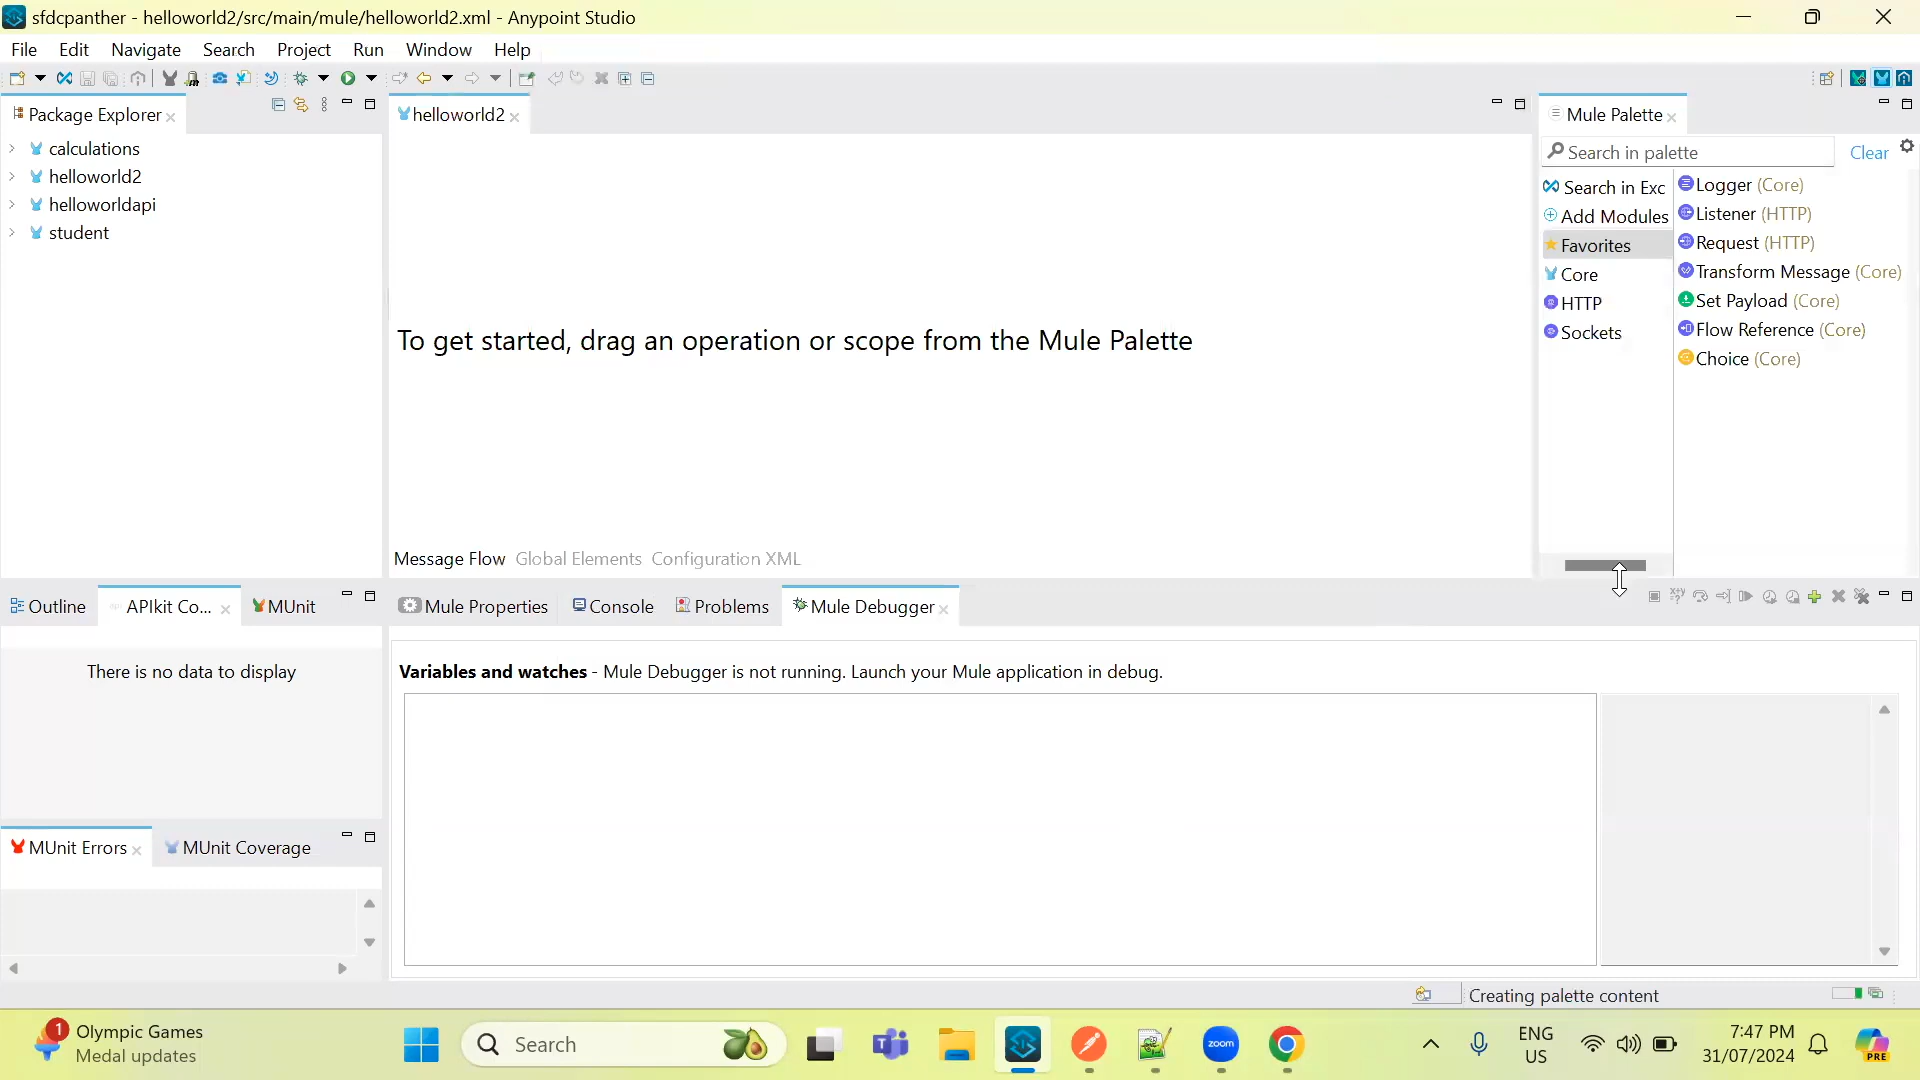 sfdcpanther - helloworld2/src/main/mule/helloworld2.xml - Anypoint Studio
File Edit Navigate Search Project Run Window Help
Package Explorer
calculations
helloworld2
helloworldapi
student
helloworld2
To get started, drag an operation or scope from the Mule Palette
Message Flow Global Elements Configuration XML
Mule Palette
Search in palette Clear
Search in Exc
Add Modules
Favorites
Core
HTTP
Sockets
Logger (Core)
Listener (HTTP)
Request (HTTP)
Transform Message (Core)
Set Payload (Core)
Flow Reference (Core)
Choice (Core)
Outline APIkit Co... MUnit
There is no data to display
MUnit Errors MUnit Coverage
Mule Properties Console Problems Mule Debugger
Variables and watches - Mule Debugger is not running. Launch your Mule application in debug.
Creating palette content
1
Olympic Games
Medal updates
Search
zoom
ENG
US
7:47 PM
31/07/2024
PRE